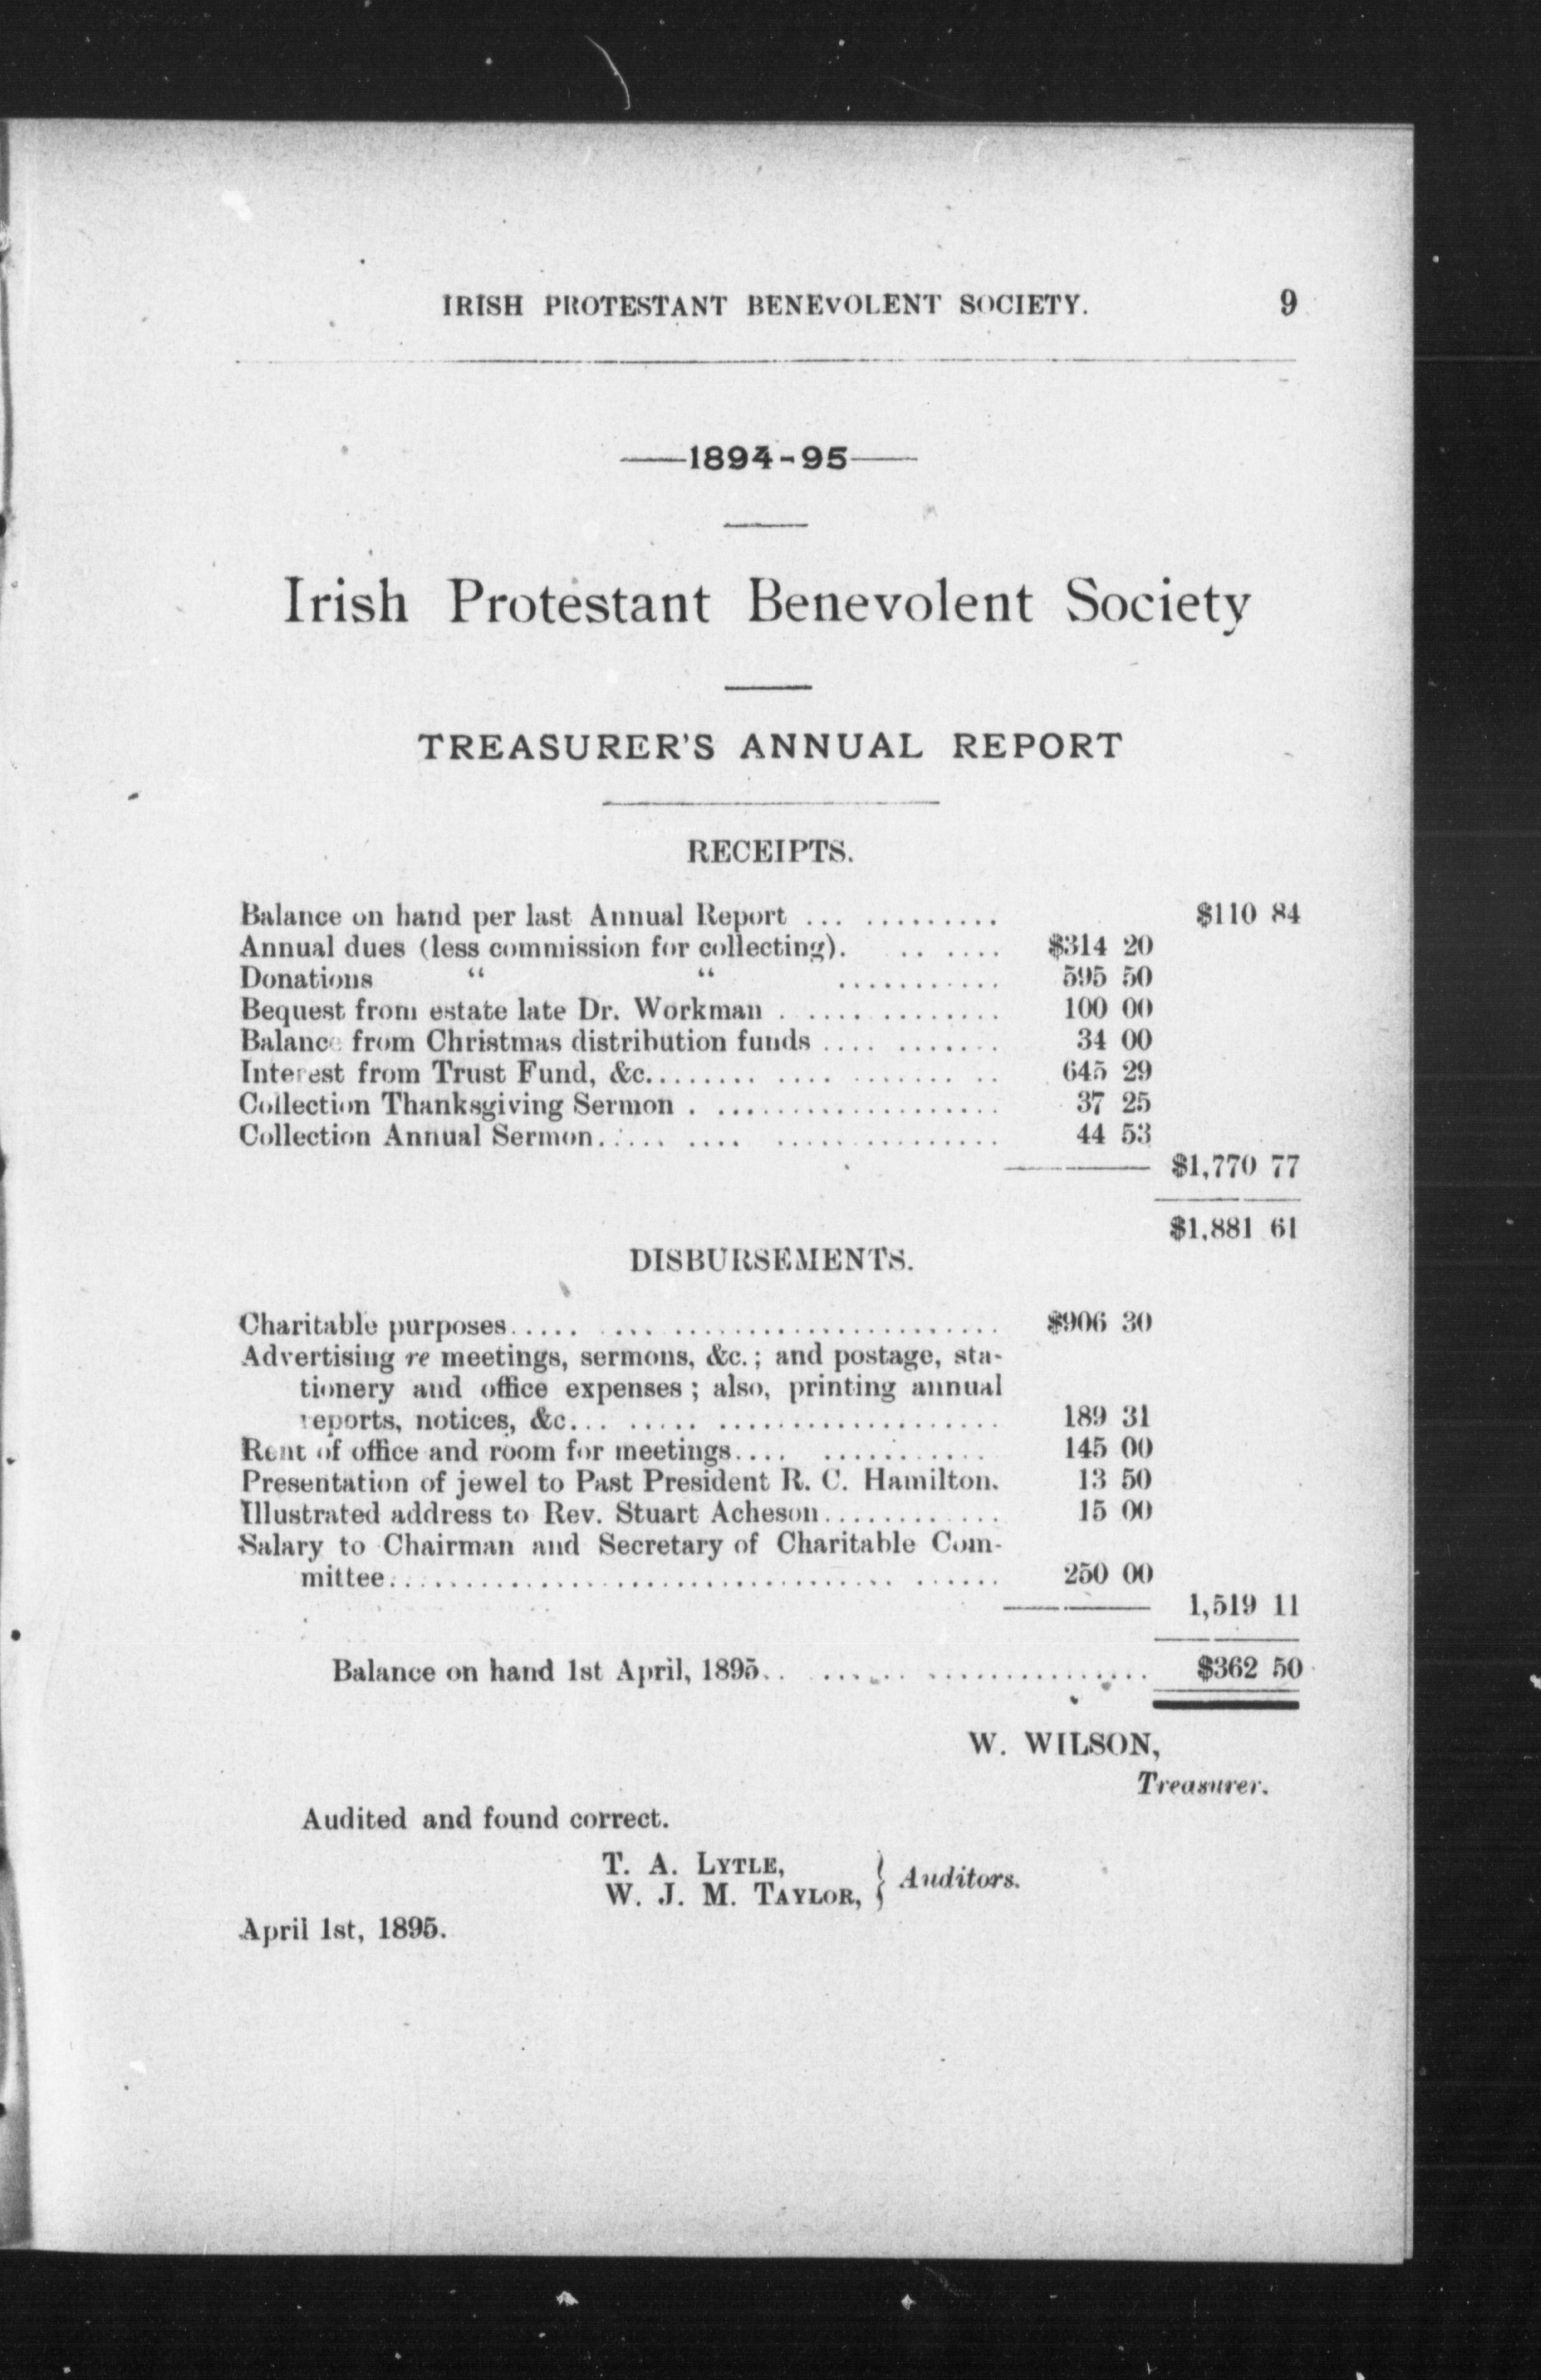 IRISH PROTESTANT BENEVOLENT SOCIETY. 9
1894-95
Irish Protestant Benevolent Society
TREASURER'S ANNUAL REPORT
RECEIPTS.
Balance on hand per last Annual Report ... .......... $110 84
Annual dues (less commission for collecting). .. ..... $314 20
Donations “ “ ........... 595 50
Bequest from estate late Dr. Workman . .............. 100 00
Balance from Christmas distribution funds .... ....... 34 00
Interest from Trust Fund, &c........ .... ......... .. 645 29
Collection Thanksgiving Sermon . ................... 37 25
Collection Annual Sermon...... .... ............... 44 53
$1,770 77
$1,881 61
DISBURSEMENTS.
Charitable purposes..... ... ...................... $906 30
Advertising re meetings, sermons, &c.; and postage, sta-
tionery and office expenses; also, printing annual
reports, notices, &c... ..... ................... 189 31
Rent of office and room for meetings.... ........... 145 00
Presentation of jewel to Past President R. C. Hamilton. 13 50
Illustrated address to Rev. Stuart Acheson............ 15 00
Salary to Chairman and Secretary of Charitable Com-
mittee.................................. ...... 250 00
1,519 11
Balance on hand 1st April, 1895.. ...... ............... $362 50
W. WILSON,
Treasurer.
Audited and found correct.
T. A. LYTLE,
W. J. M. TAYLOR, } Auditors.
April 1st, 1895.